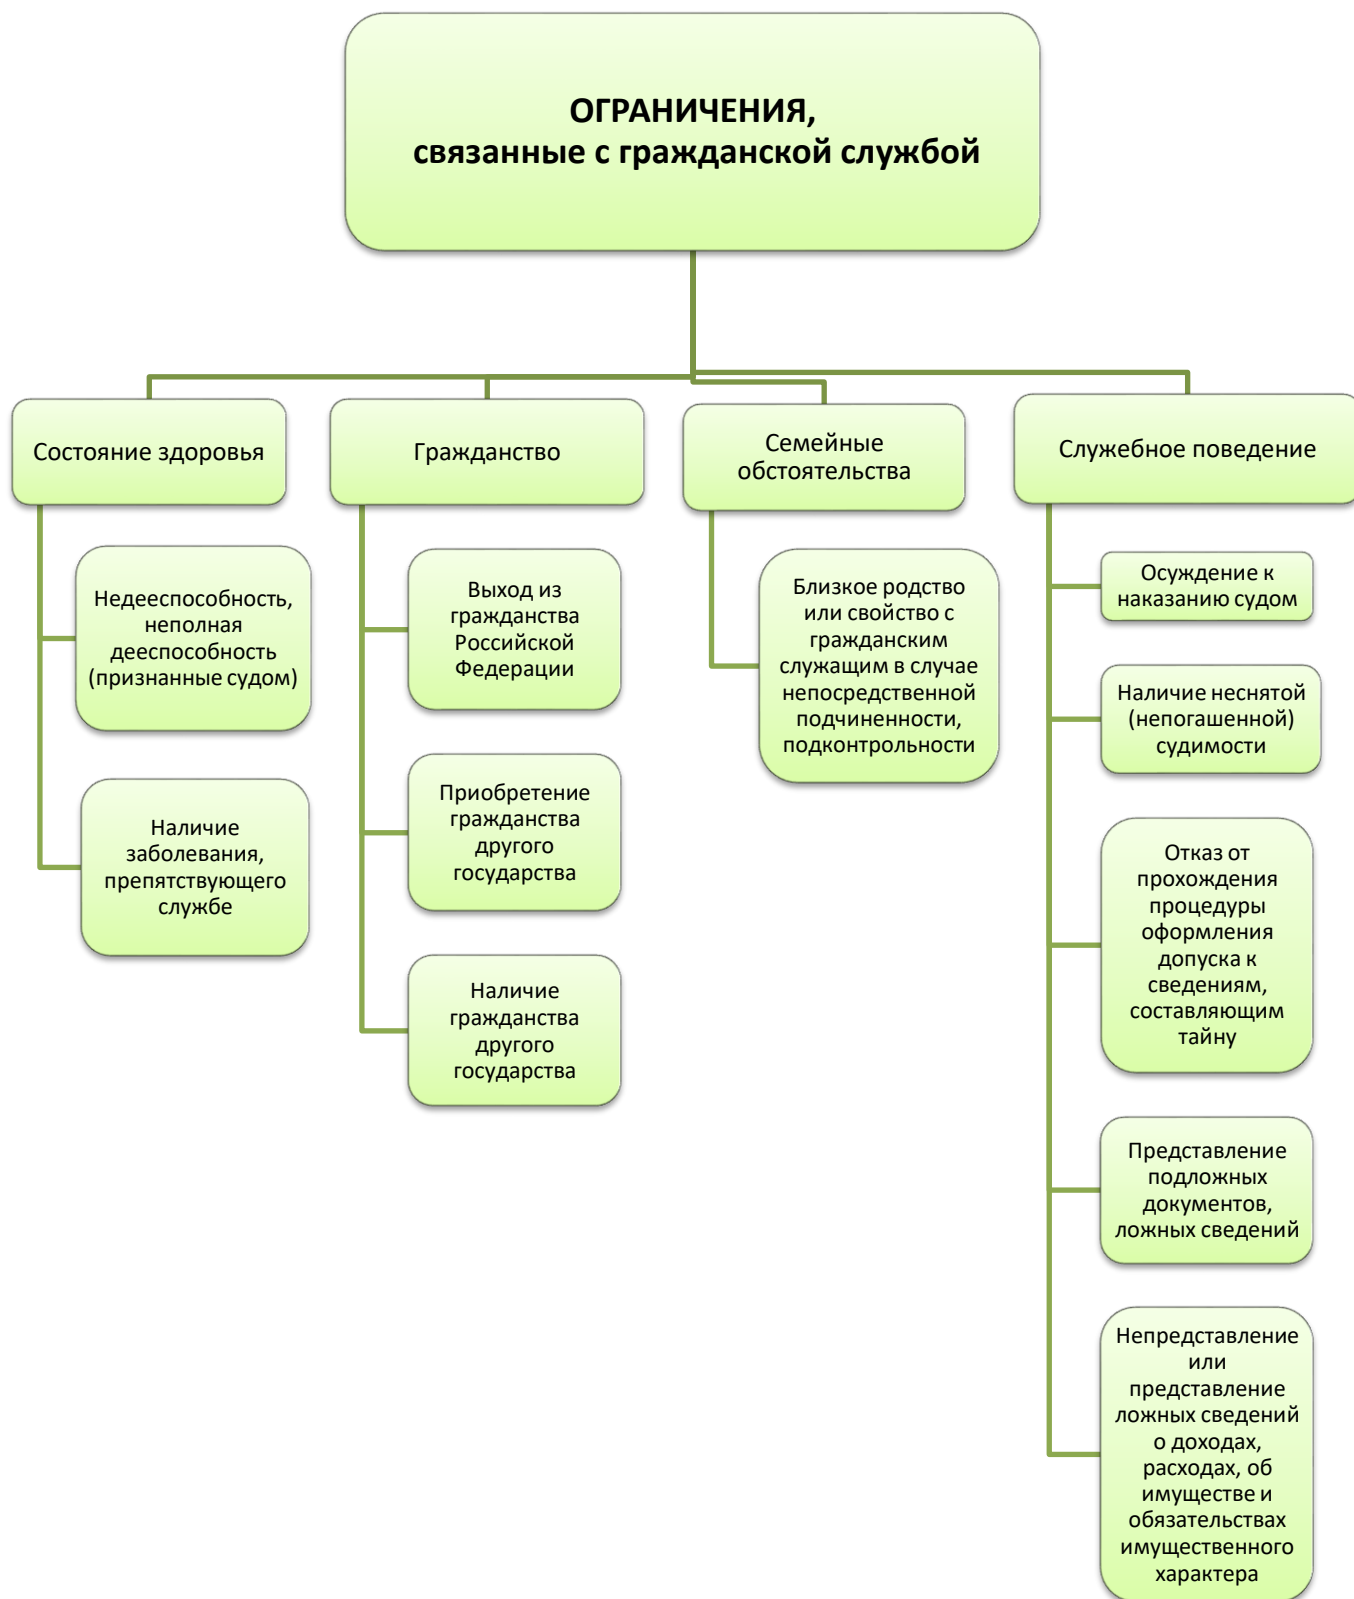 ОГРАНИЧЕНИЯ,
связанные с гражданской службой
Состояние здоровья
Недееспособность,
неполная
дееспособность
(признанные судом)
Наличие
заболевания,
препятствующего
службе
Гражданство
Выход из
гражданства
Российской
Федерации
Приобретение
гражданства
другого
государства
Наличие
гражданства
другого
государства
Семейные
обстоятельства
Близкое родство
или свойство с
гражданским
служащим в случае
непосредственной
подчиненности,
подконтрольности
Служебное поведение
Осуждение к
наказанию судом
Наличие неснятой
(непогашенной)
судимости
Отказ от
прохождения
процедуры
оформления
допуска к
сведениям,
составляющим
тайну
Представление
подложных
документов,
ложных сведений
Непредставление
или
представление
ложных сведений
о доходах,
расходах, об
имуществе и
обязательствах
имущественного
характера